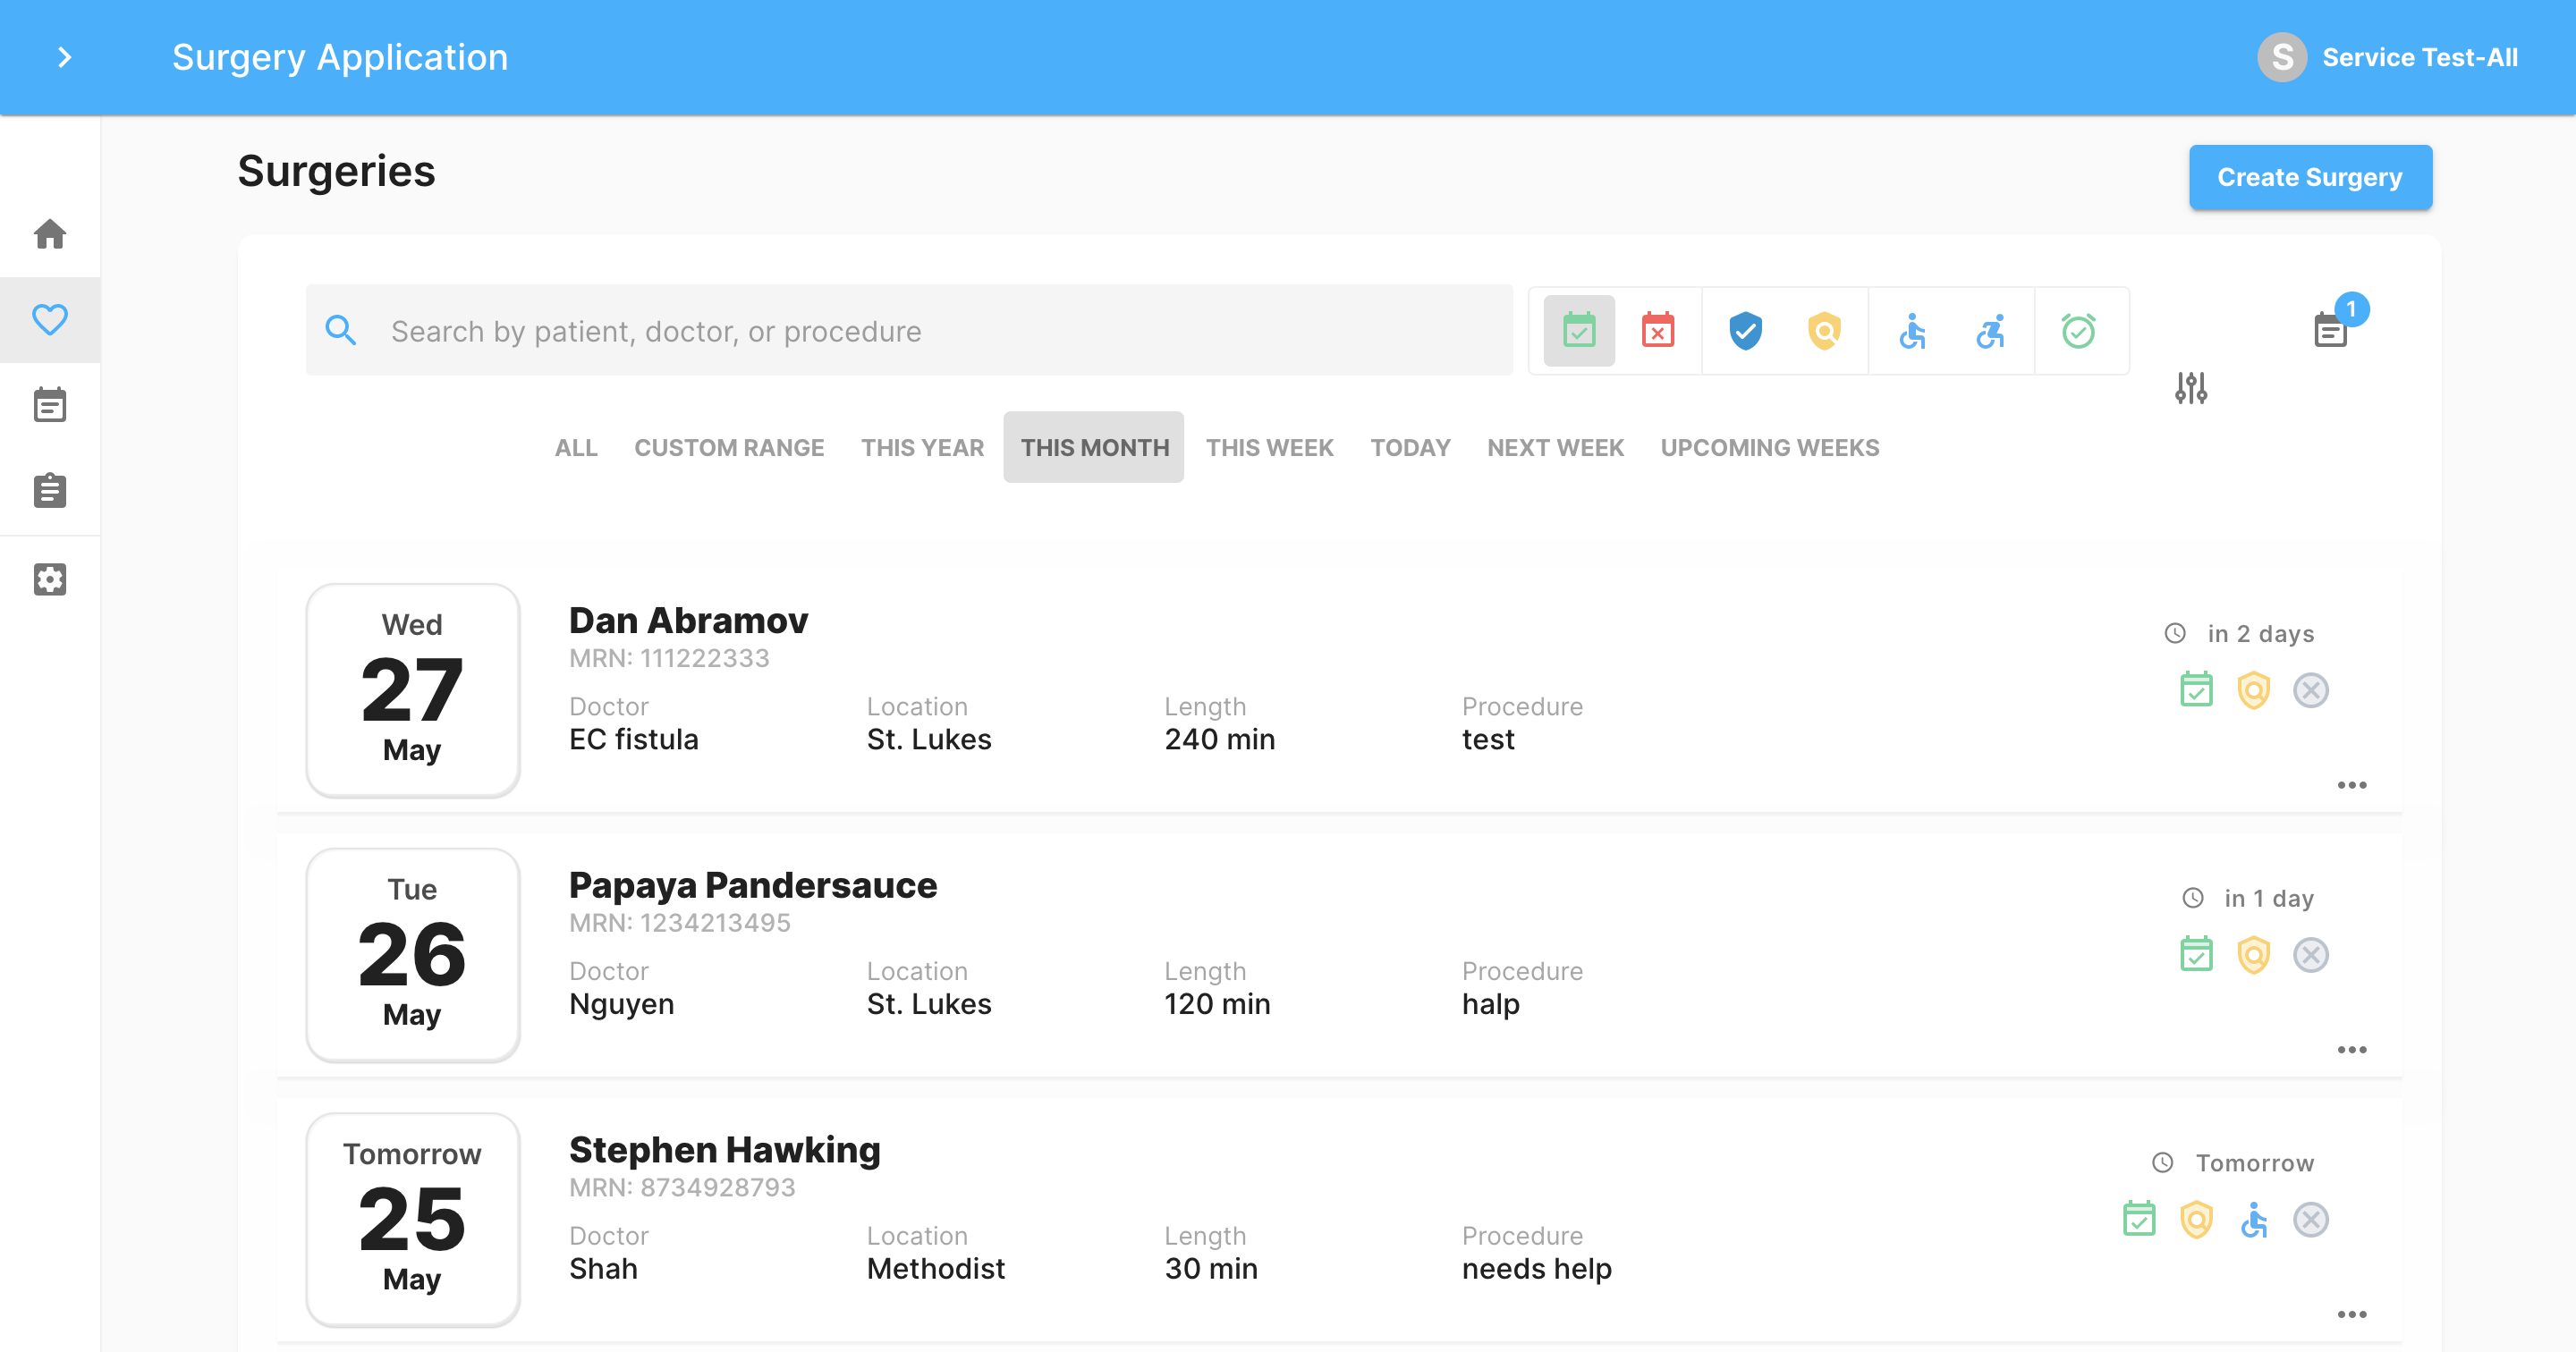 Surgery Application
S Service Test-All
Surgeries
Create Surgery
Search by patient, doctor, or procedure
1
ALL CUSTOM RANGE THIS YEAR THIS MONTH THIS WEEK TODAY NEXT WEEK UPCOMING WEEKS
Wed
27
May
Dan Abramov
MRN: 111222333
Doctor Location Length Procedure
EC fistula St. Lukes 240 min test
in 2 days
Tue
26
May
Papaya Pandersauce
MRN: 1234213495
Doctor Location Length Procedure
Nguyen St. Lukes 120 min halp
in 1 day
Tomorrow
25
May
Stephen Hawking
MRN: 8734928793
Doctor Location Length Procedure
Shah Methodist 30 min needs help
Tomorrow